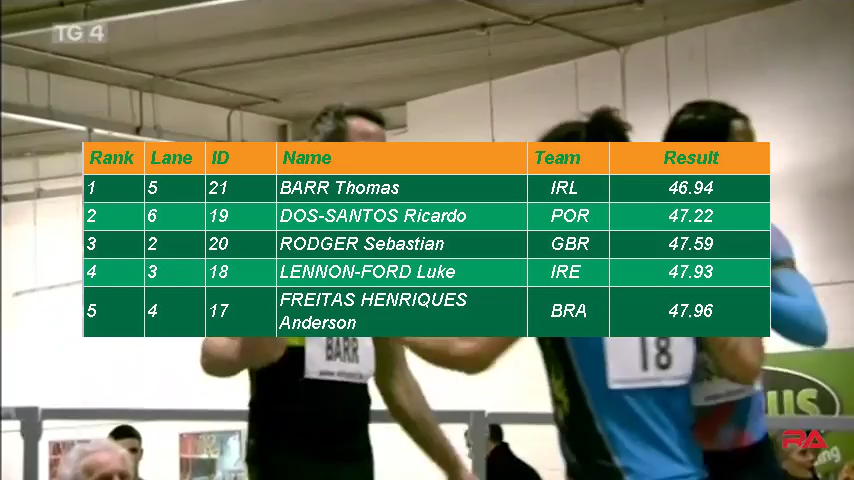 TG 4
Rank Lane ID Name Team Result
1 5 21 BARR Thomas IRL 46.94
2 6 19 DOS-SANTOS Ricardo POR 47.22
3 2 20 RODGER Sebastian GBR 47.59
4 3 18 LENNON-FORD Luke IRE 47.93
5 4 17 FREITAS HENRIQUES Anderson BRA 47.96
BARR
18
US
RA